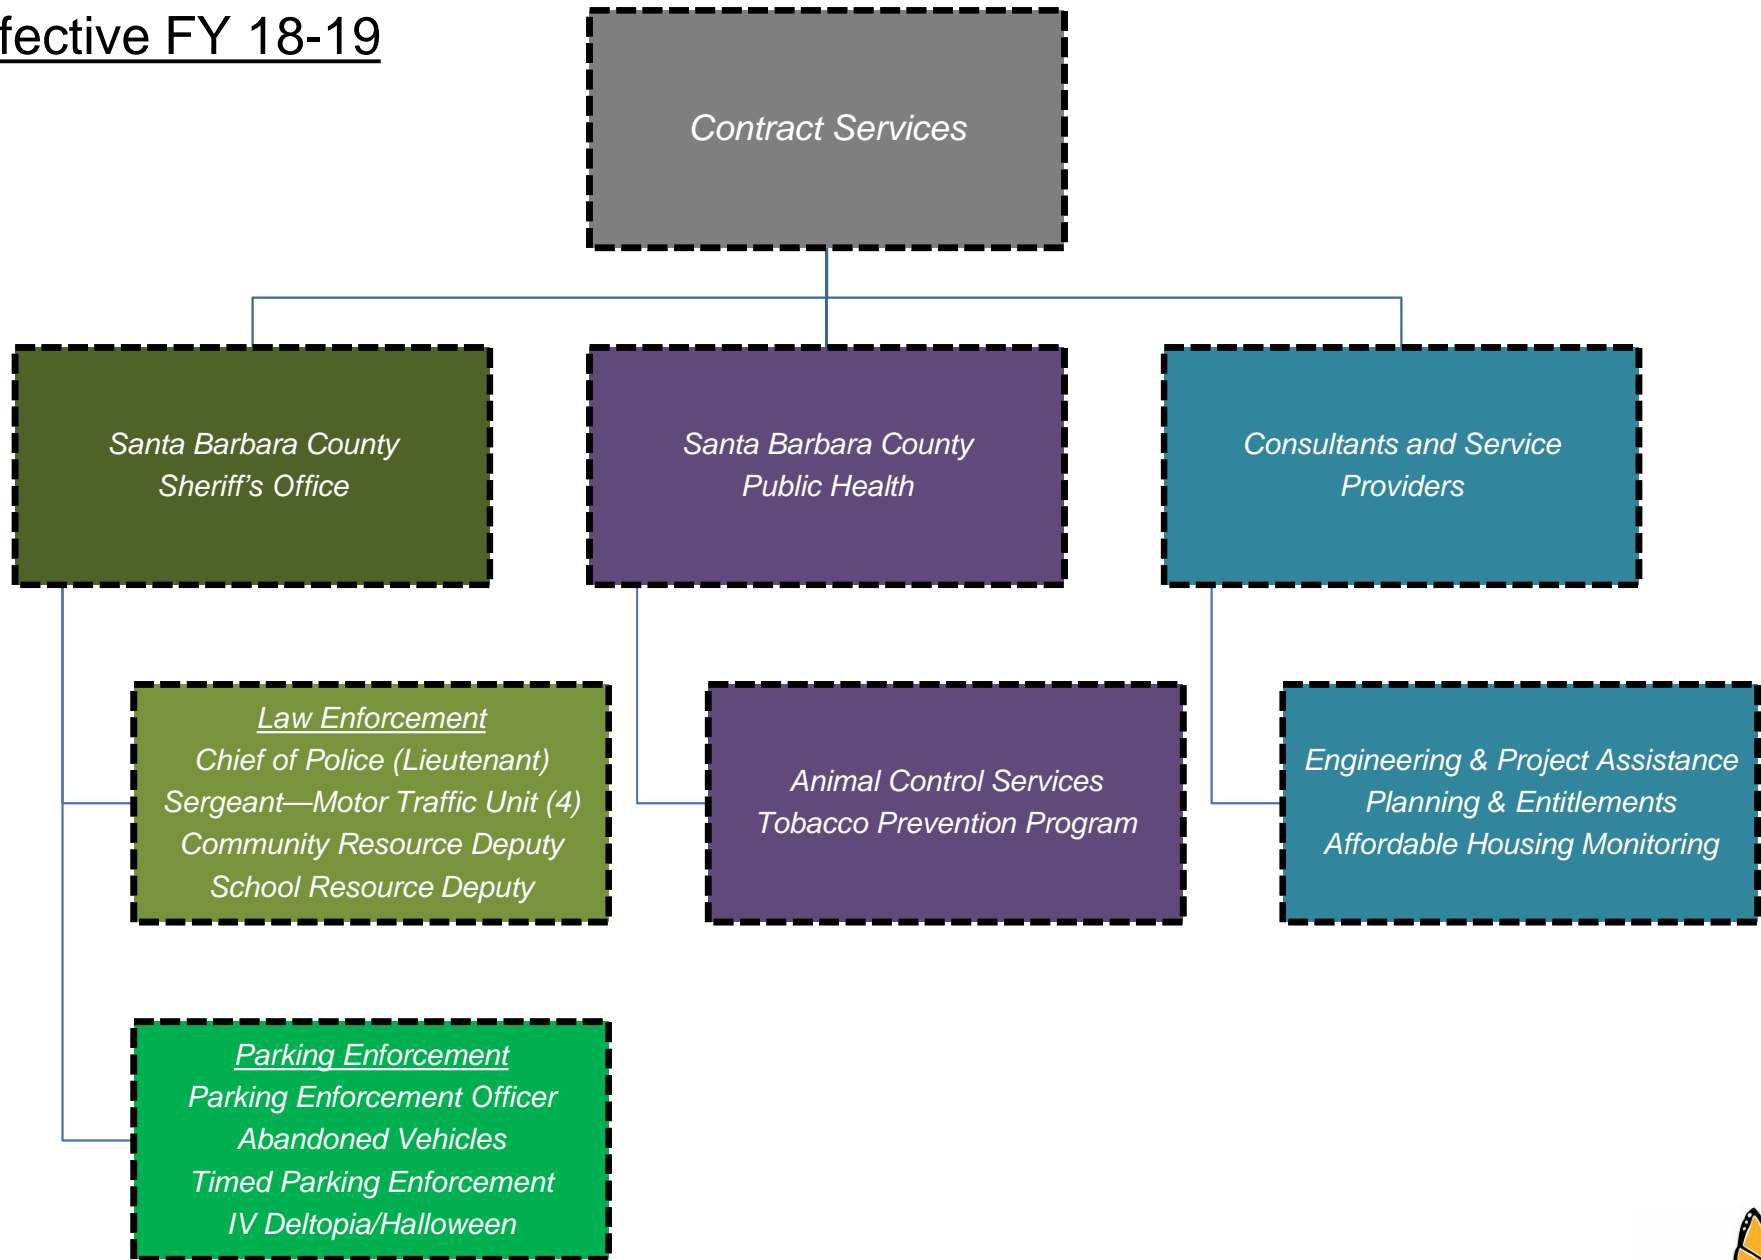 fective FY 18-19
Contract Services
Santa Barbara County
Sheriff's Office
Santa Barbara County
Public Health
Consultants and Service
Providers
Law Enforcement
Chief of Police (Lieutenant)
Sergeant—Motor Traffic Unit (4)
Community Resource Deputy
School Resource Deputy
Animal Control Services
Tobacco Prevention Program
Engineering & Project Assistance
Planning & Entitlements
Affordable Housing Monitoring
Parking Enforcement
Parking Enforcement Officer
Abandoned Vehicles
Timed Parking Enforcement
IV Deltopia/Halloween